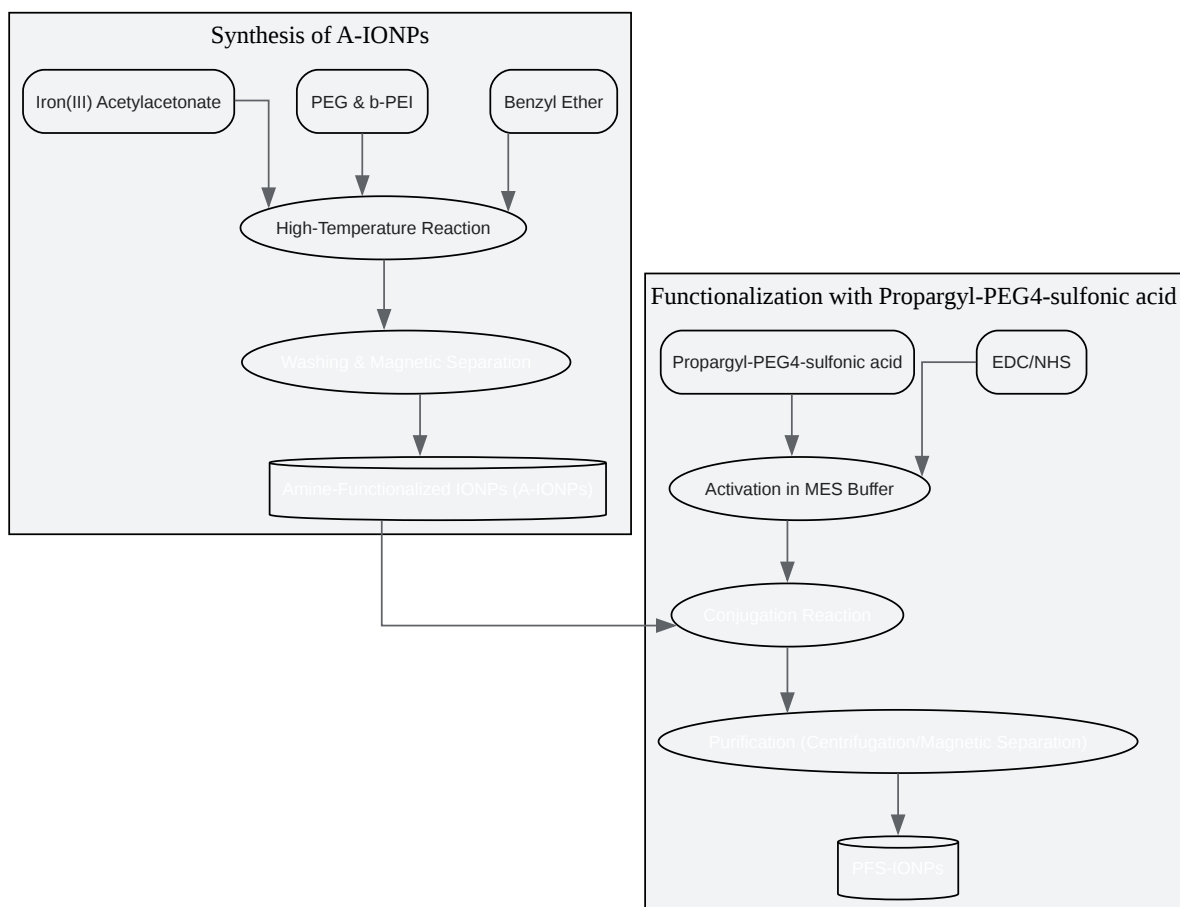 Synthesis of A-IONPs
Iron(III) Acetylacetonate
PEG & b-PEI
Benzyl Ether
High-Temperature Reaction
Washing & Magnetic Separation
Amine-Functionalized IONPs (A-IONPs)
Functionalization with Propargyl-PEG4-sulfonic acid
Propargyl-PEG4-sulfonic acid
EDC/NHS
Activation in MES Buffer
Conjugation Reaction
Purification (Centrifugation/Magnetic Separation)
PFS-IONPs